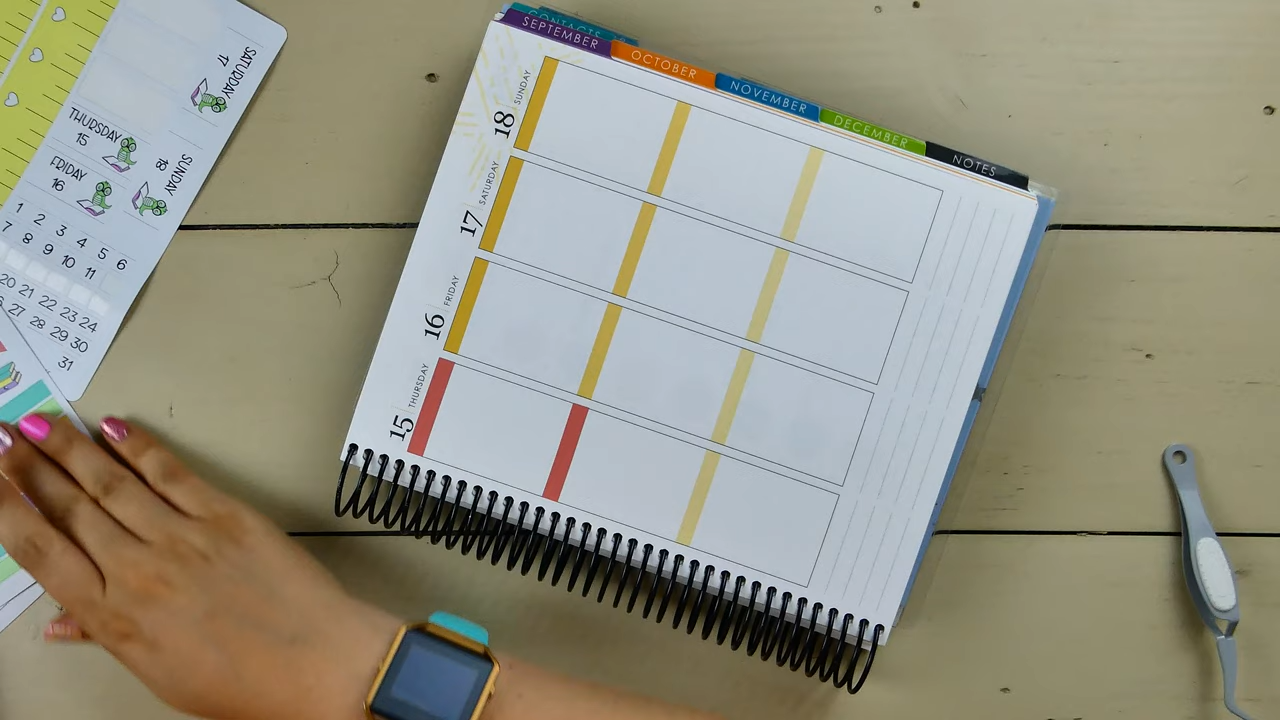 CONTACTS
SEPTEMBER
OCTOBER
NOVEMBER
DECEMBER
NOTES
18 SUNDAY
17 SATURDAY
16 FRIDAY
15 THURSDAY
SATURDAY
17
THURSDAY
15
SUNDAY
18
FRIDAY
16
1 2 3 4 5 6
7 8 9 10 11
20 21 22 23 24
27 28 29 30
31